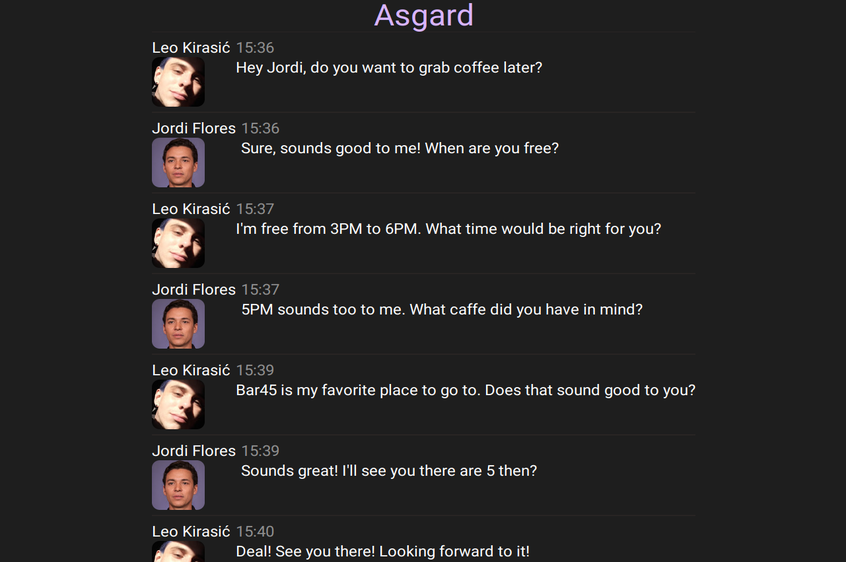 Asgard
Leo Kirasić 15:36
Hey Jordi, do you want to grab coffee later?
Jordi Flores 15:36
Sure, sounds good to me! When are you free?
Leo Kirasić 15:37
I'm free from 3PM to 6PM. What time would be right for you?
Jordi Flores 15:37
5PM sounds too to me. What caffe did you have in mind?
Leo Kirasić 15:39
Bar45 is my favorite place to go to. Does that sound good to you?
Jordi Flores 15:39
Sounds great! I'll see you there are 5 then?
Leo Kirasić 15:40
Deal! See you there! Looking forward to it!